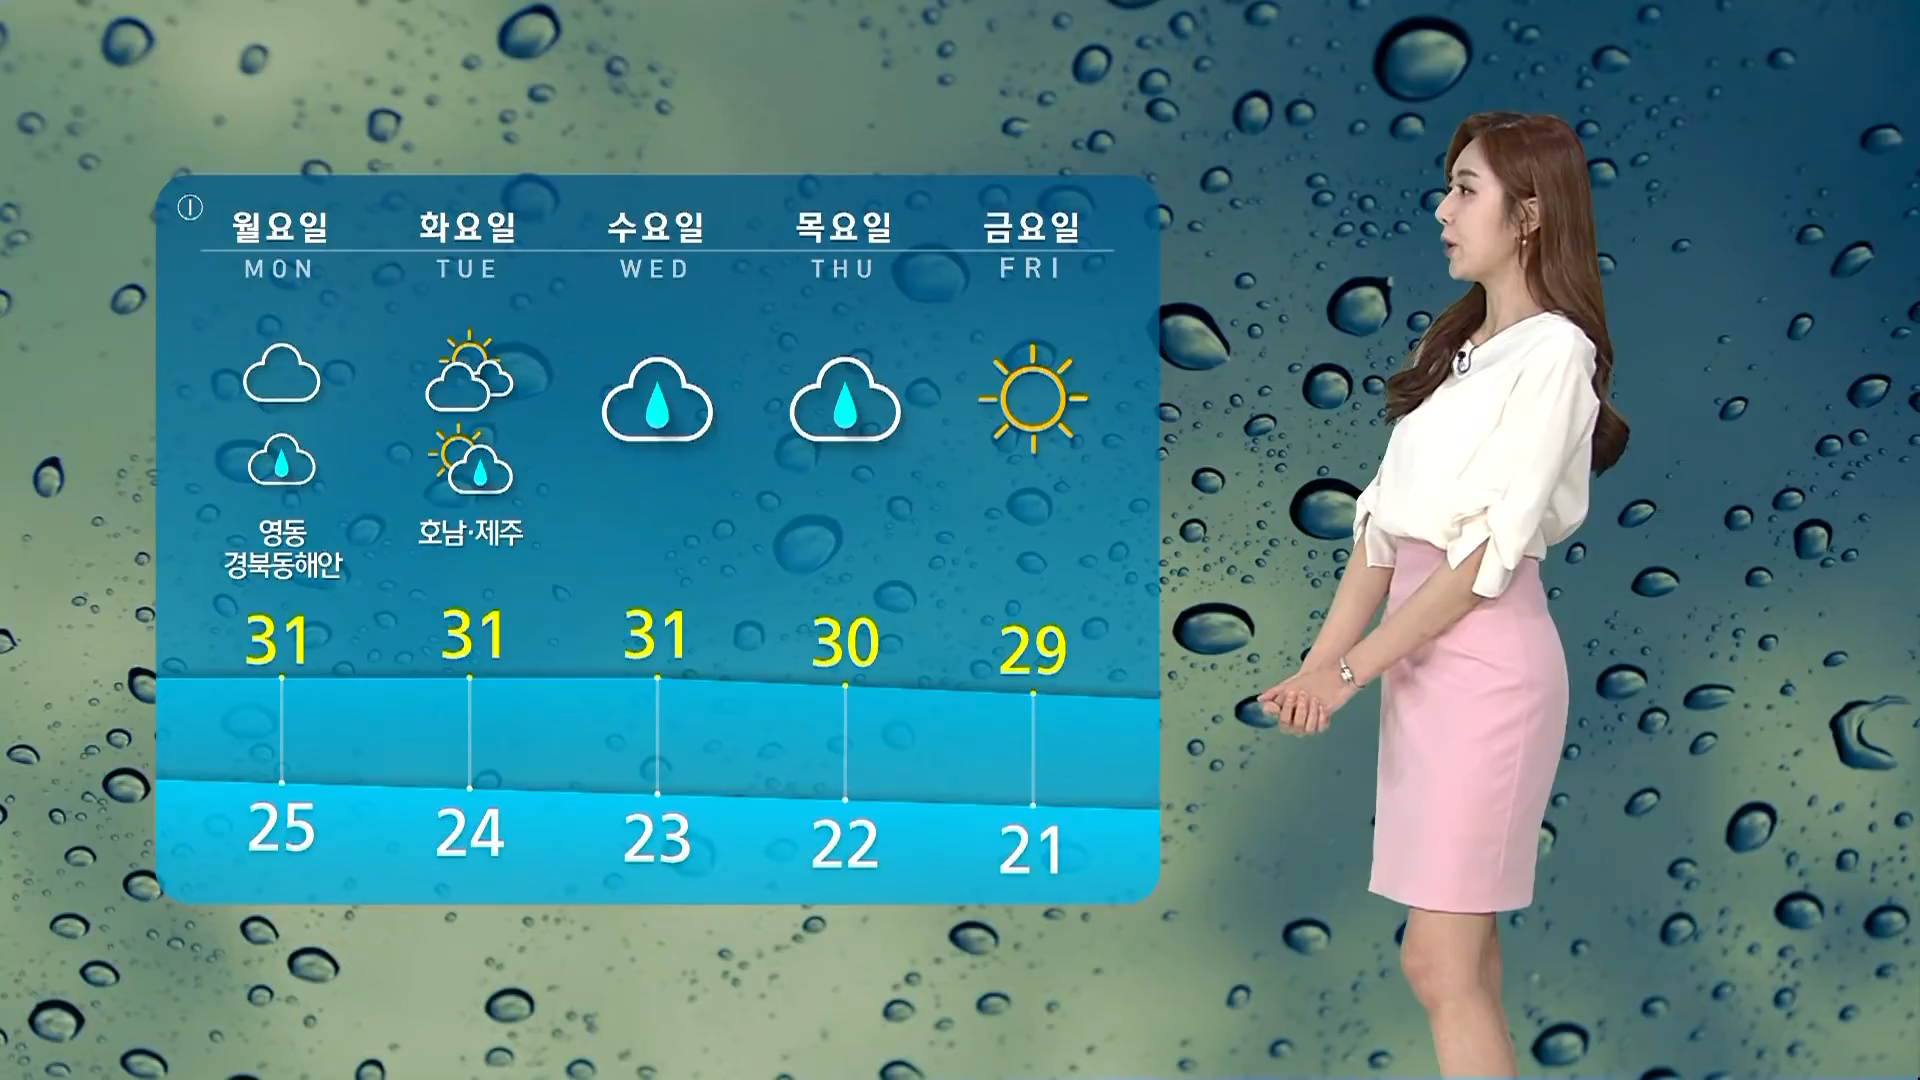 월요일 화요일 수요일 목요일 금요일
MON TUE WED THU FRI
영동 호남·제주
경북동해안
31 31 31 30 29
25 24 23 22 21